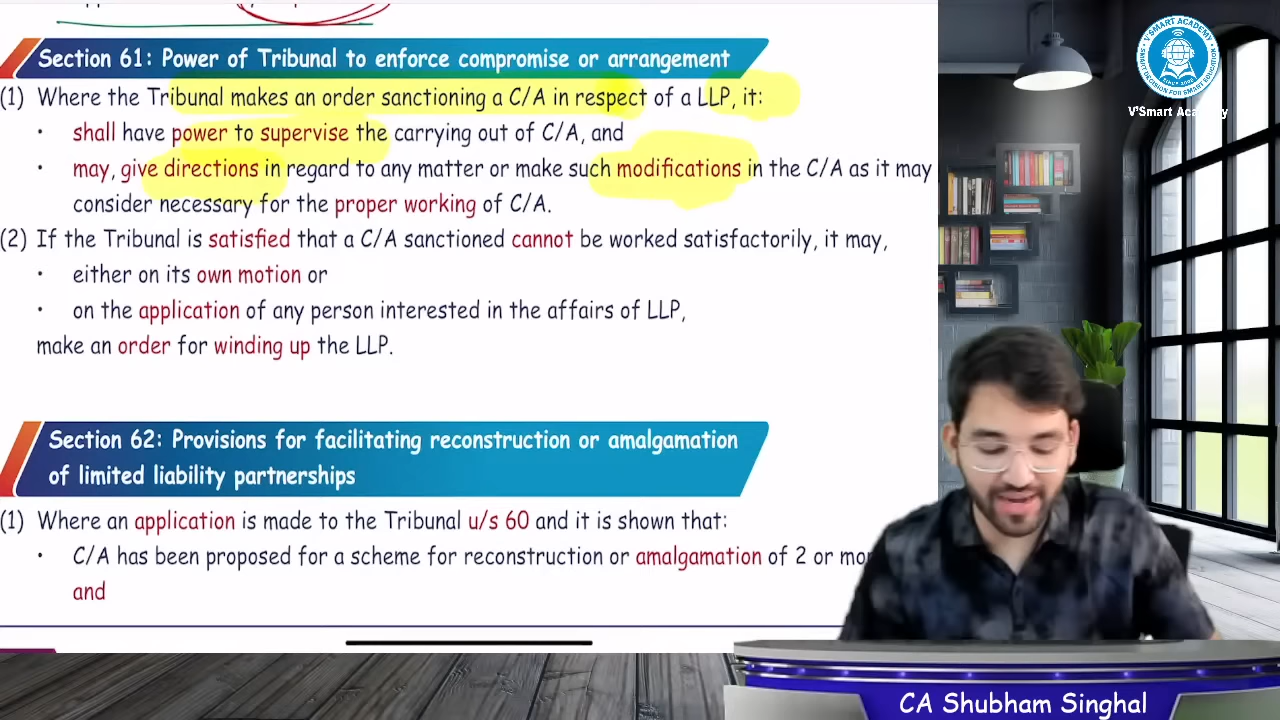 Section 61: Power of Tribunal to enforce compromise or arrangement
(1) Where the Tribunal makes an order sanctioning a C/A in respect of a LLP, it:
• shall have power to supervise the carrying out of C/A, and
• may, give directions in regard to any matter or make such modifications in the C/A as it may
consider necessary for the proper working of C/A.
(2) If the Tribunal is satisfied that a C/A sanctioned cannot be worked satisfactorily, it may,
• either on its own motion or
• on the application of any person interested in the affairs of LLP,
make an order for winding up the LLP.
Section 62: Provisions for facilitating reconstruction or amalgamation
of limited liability partnerships
(1) Where an application is made to the Tribunal u/s 60 and it is shown that:
• C/A has been proposed for a scheme for reconstruction or amalgamation of 2 or
and
V'SMART ACADEMY
SMART DECISION FOR SMART EDUCATION
V'Smart Academy
CA Shubham Singhal